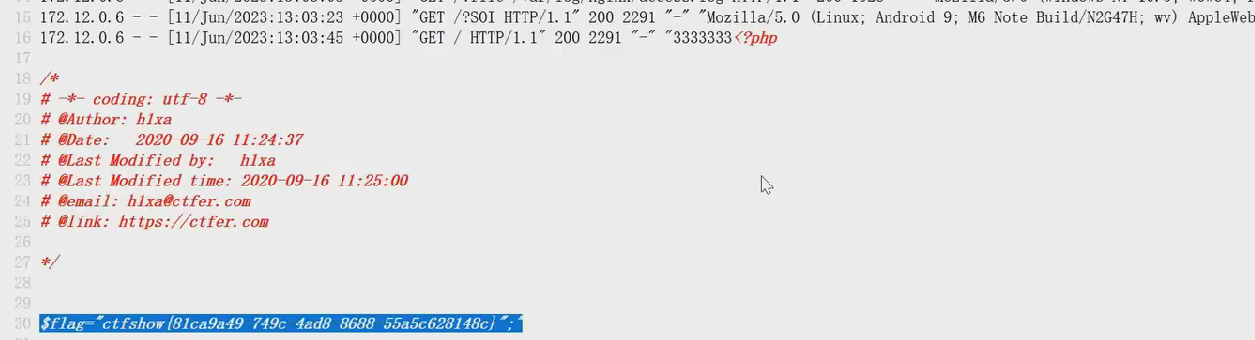 15 172.12.0.6 - - [11/Jun/2023:13:03:23 +0000] "GET /?SOI HTTP/1.1" 200 2291 "-" "Mozilla/5.0 (Linux; Android 9; M6 Note Build/N2G47H; wv) AppleWeb
16 172.12.0.6 - - [11/Jun/2023:13:03:45 +0000] "GET / HTTP/1.1" 200 2291 "-" "3333333<?php
17
18 /*
19 # -*- coding: utf-8 -*-
20 # @Author: h1xa
21 # @Date:   2020-09-16 11:24:37
22 # @Last Modified by:   h1xa
23 # @Last Modified time: 2020-09-16 11:25:00
24 # @email: h1xa@ctfer.com
25 # @link: https://ctfer.com
26
27 */
28
29
30 $flag="ctfshow{81ca9a49-749c-4ad8-8688-55a5c628148c}";"